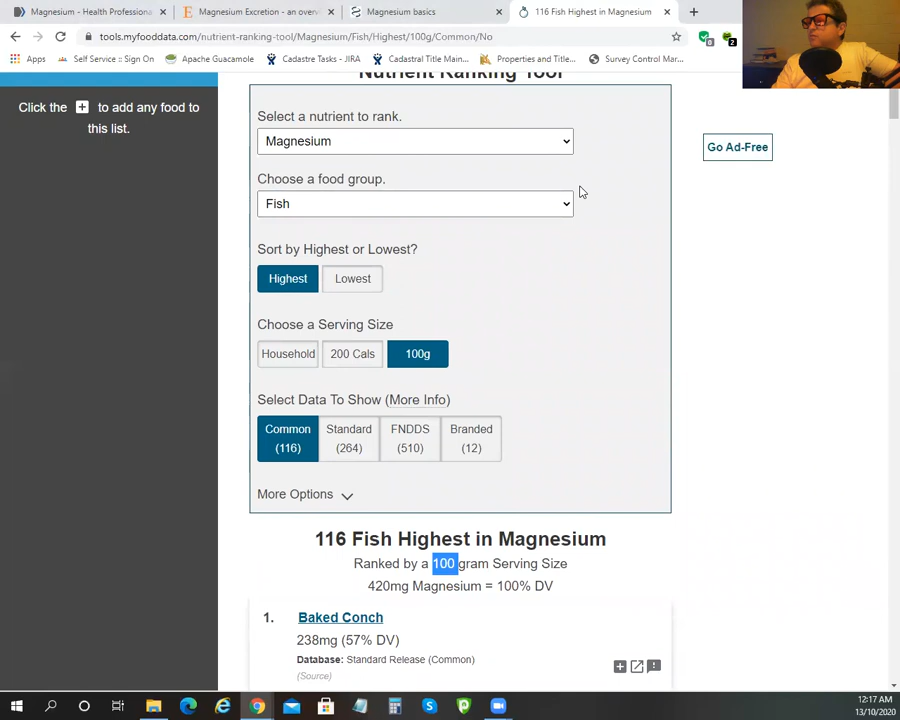 Magnesium - Health Professiona
Magnesium Excretion - an overvi
Magnesium basics
116 Fish Highest in Magnesium
tools.myfooddata.com/nutrient-ranking-tool/Magnesium/Fish/Highest/100g/Common/No
Apps
Self Service :: Sign On
Apache Guacamole
Cadastre Tasks - JIRA
Cadastral Title Main...
Properties and Title...
Survey Control Mar...
Click the + to add any food to
this list.
Nutrient Ranking Tool
Select a nutrient to rank.
Magnesium
Choose a food group.
Fish
Sort by Highest or Lowest?
Highest Lowest
Choose a Serving Size
Household 200 Cals 100g
Select Data To Show (More Info)
Common Standard FNDDS Branded
(116) (264) (510) (12)
More Options
Go Ad-Free
116 Fish Highest in Magnesium
Ranked by a 100 gram Serving Size
420mg Magnesium = 100% DV
1. Baked Conch
238mg (57% DV)
Database: Standard Release (Common)
(Source)
12:17 AM
13/10/2020